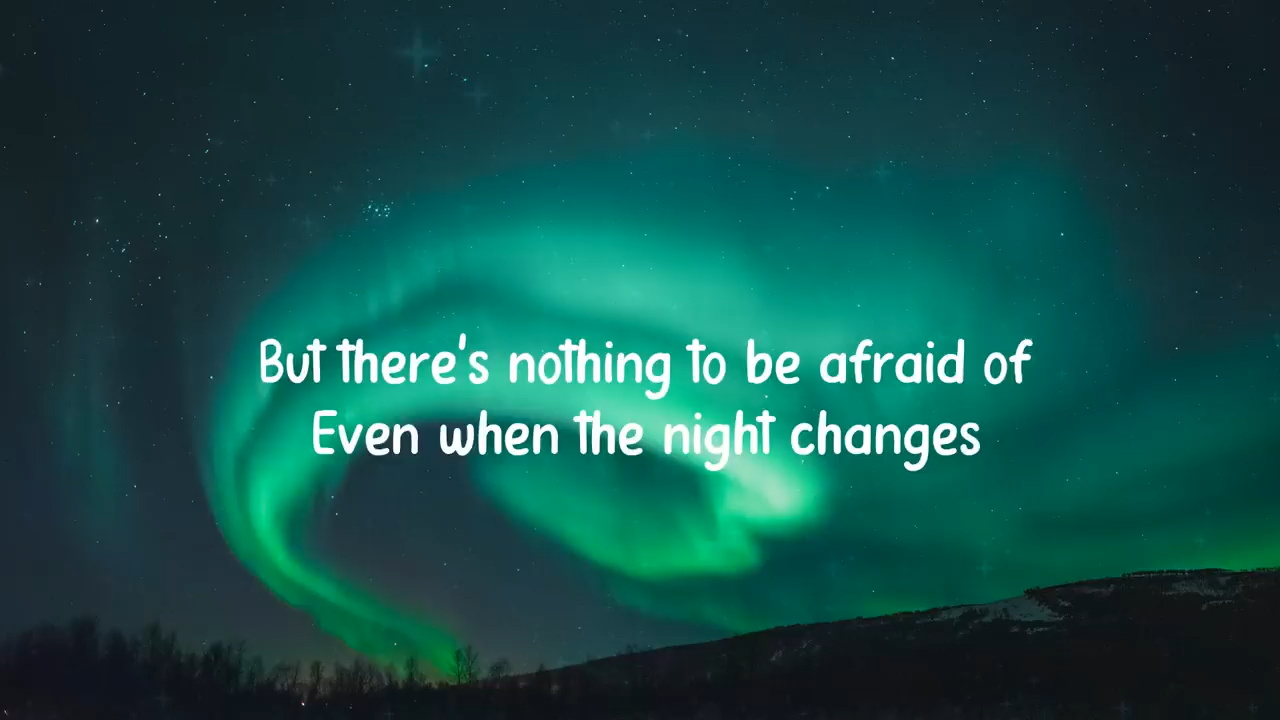 But there's nothing to be afraid of
Even when the night changes